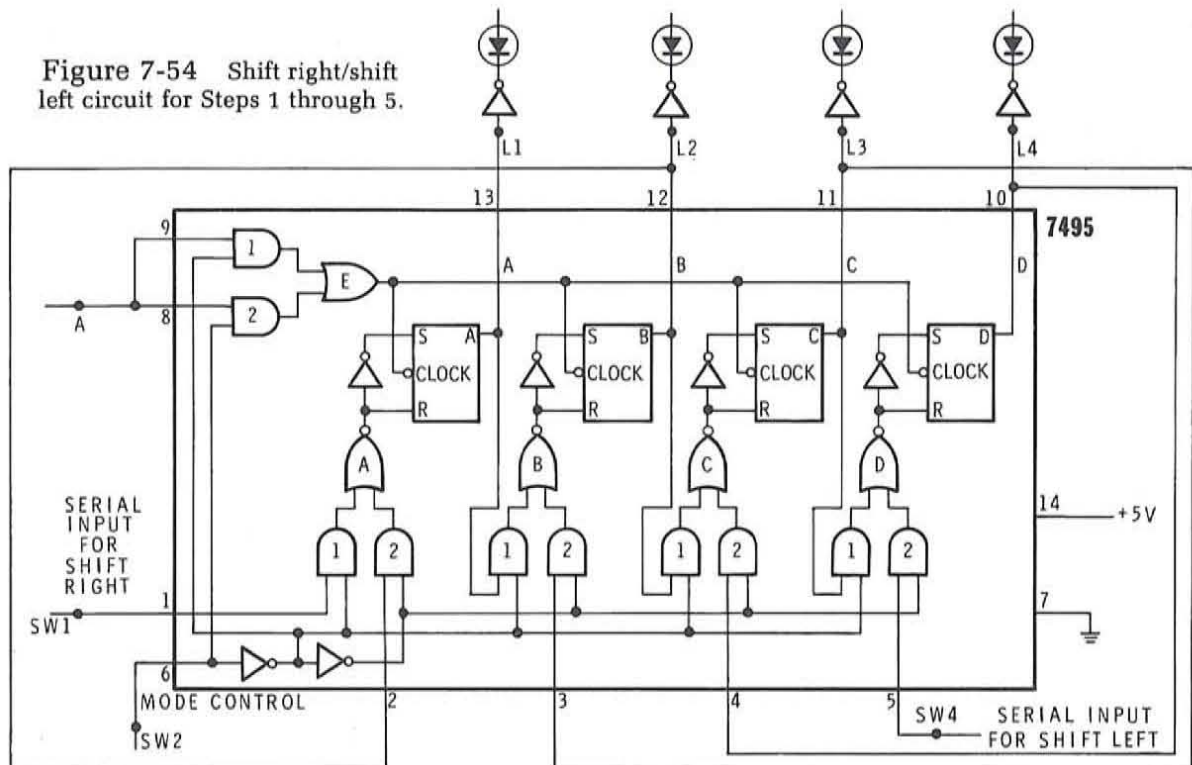 Figure 7-54 Shift right/shift
left circuit for Steps 1 through 5.
L1
L2
L3
L4
13
12
11
10
7495
9
1
E
A
B
C
D
A
8
2
S
A
CLOCK
R
S
B
CLOCK
R
S
C
CLOCK
R
S
D
CLOCK
R
A
B
C
D
SERIAL
INPUT
FOR
SHIFT
RIGHT
14
+5V
1
2
1
2
1
2
1
2
1
SW1
7
6
MODE CONTROL
2
3
4
5
SW2
SW4
SERIAL INPUT
FOR SHIFT LEFT